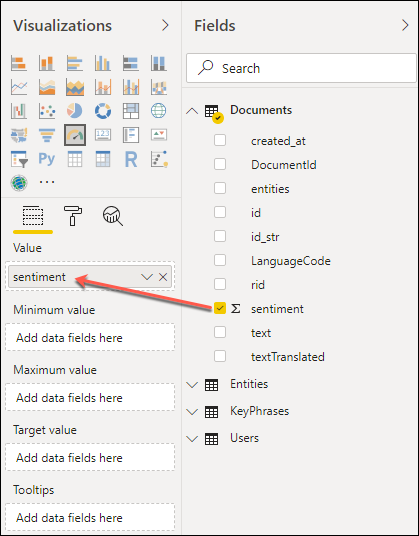 Visualizations
Fields
Search
Documents
created_at
DocumentId
entities
id
id_str
LanguageCode
rid
Σ sentiment
text
textTranslated
Entities
KeyPhrases
Users
123
Py
R
...
Value
sentiment
Minimum value
Add data fields here
Maximum value
Add data fields here
Target value
Add data fields here
Tooltips
Add data fields here